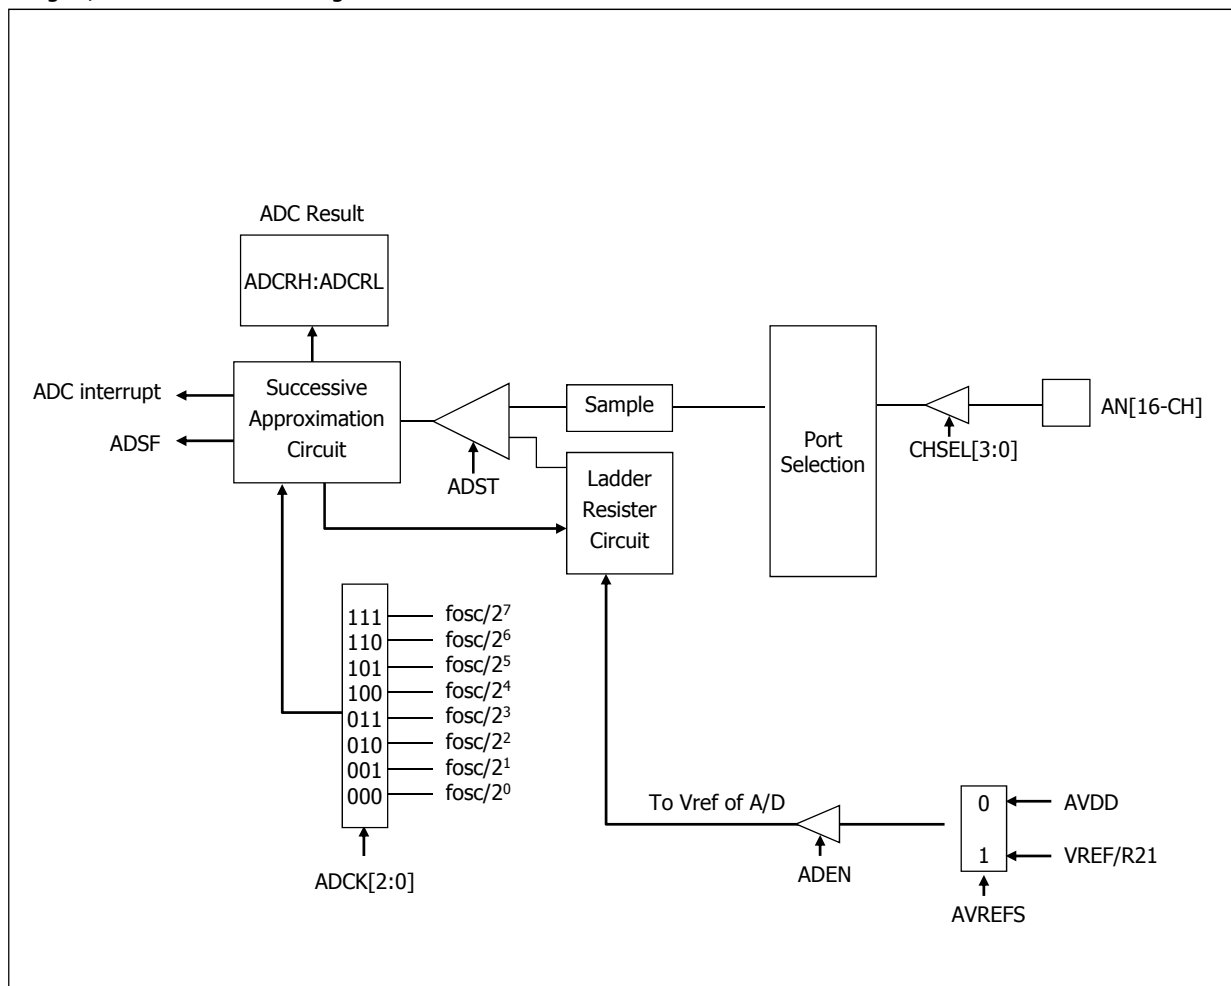 ADC Result
ADCRH:ADCRL
ADC interrupt
ADSF
Successive
Approximation
Circuit
ADST
Sample
Ladder
Resister
Circuit
Port
Selection
CHSEL[3:0]
AN[16-CH]
111 fosc/2⁷
110 fosc/2⁶
101 fosc/2⁵
100 fosc/2⁴
011 fosc/2³
010 fosc/2²
001 fosc/2¹
000 fosc/2⁰
ADCK[2:0]
To Vref of A/D
ADEN
0 AVDD
1 VREF/R21
AVREFS